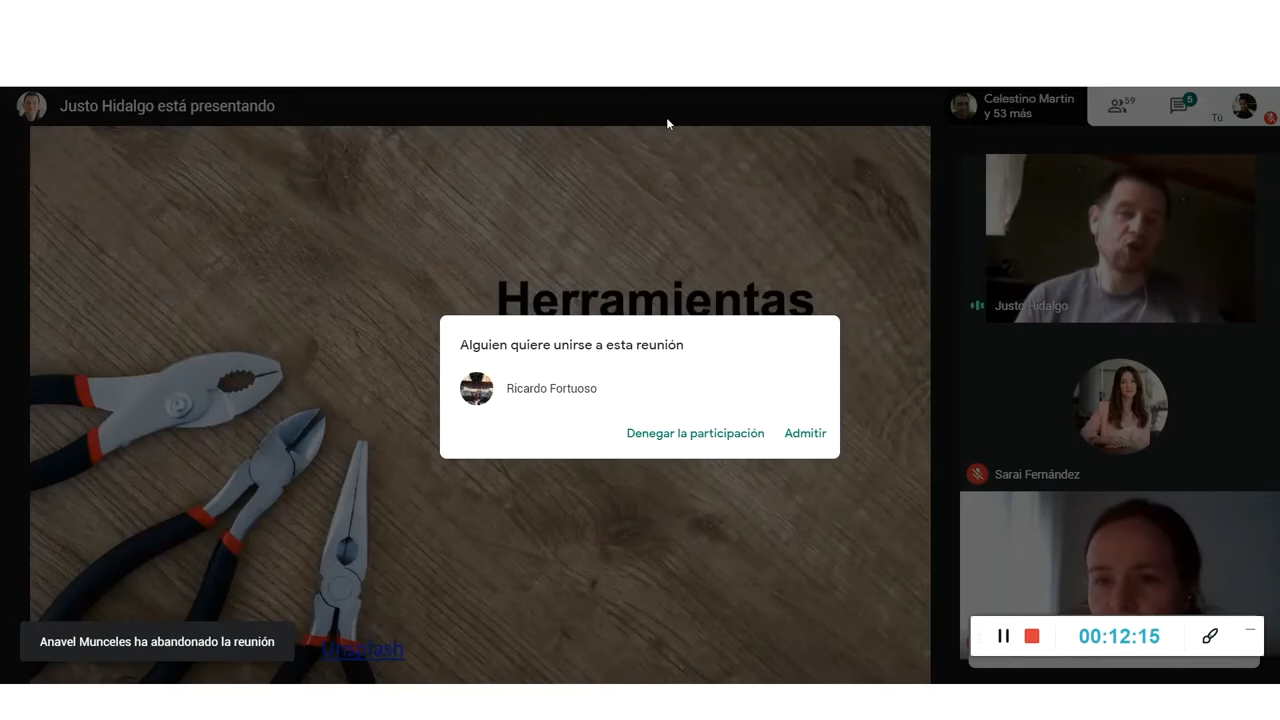 Justo Hidalgo está presentando
Celestino Martin
y 53 más
59
5
Tú
Herramientas
Alguien quiere unirse a esta reunión
Ricardo Fortuoso
Denegar la participación Admitir
Justo Hidalgo
Sarai Fernández
Anavel Munceles ha abandonado la reunión
Unsplash
00:12:15